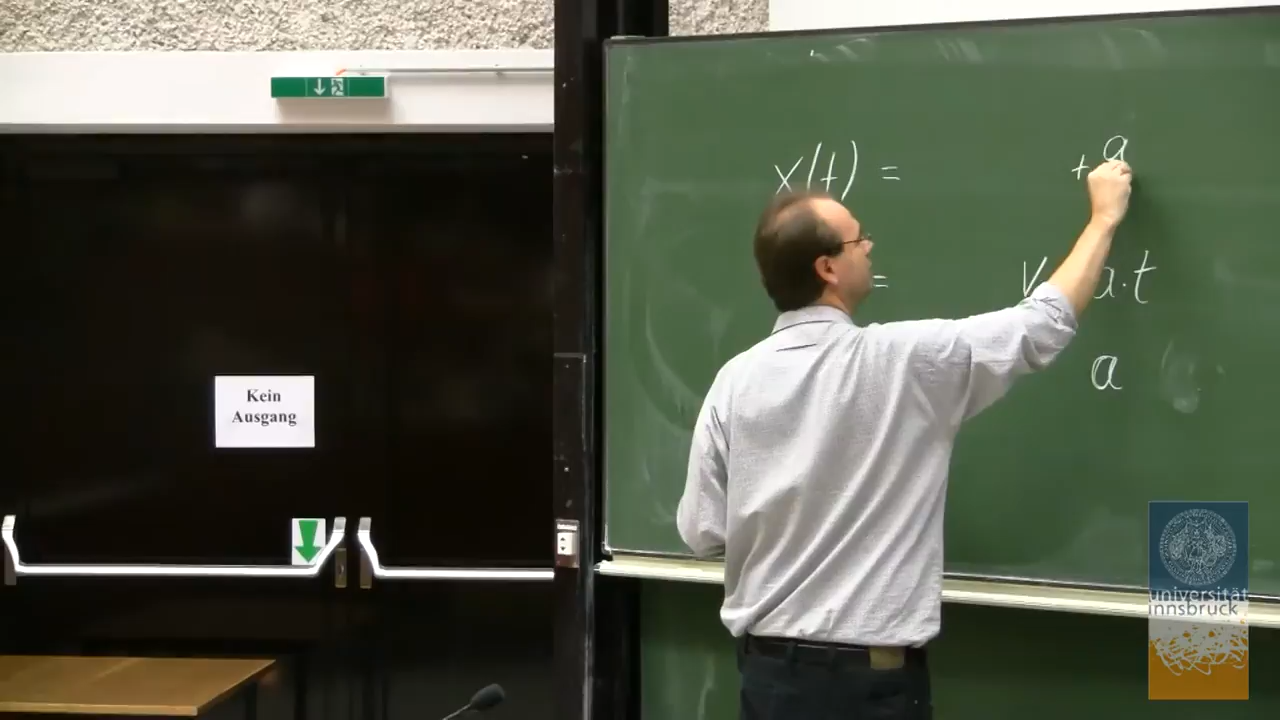 x(t) = + a
= v a·t
a
Kein
Ausgang
universität
innsbruck